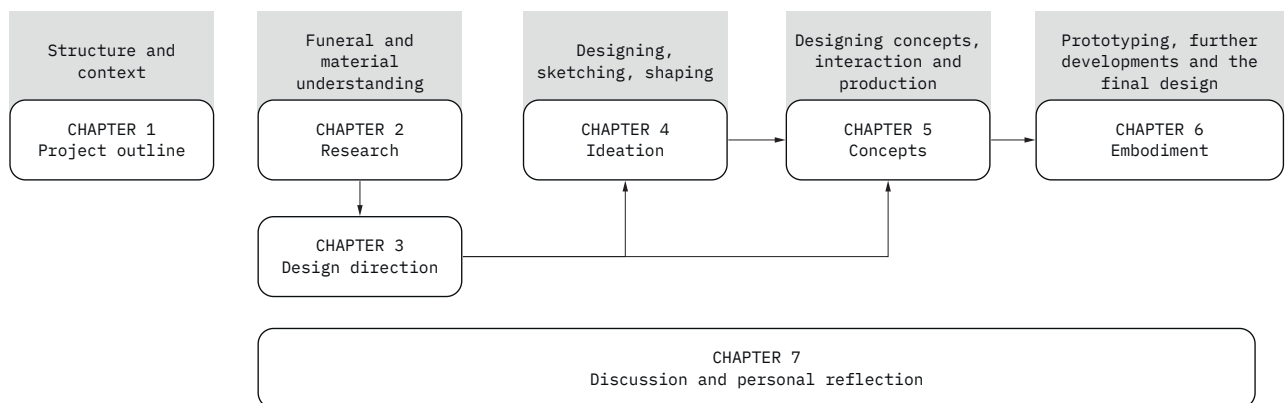 Structure and
context
CHAPTER 1
Project outline
Funeral and
material
understanding
CHAPTER 2
Research
CHAPTER 3
Design direction
Designing,
sketching, shaping
CHAPTER 4
Ideation
Designing concepts,
interaction and
production
CHAPTER 5
Concepts
Prototyping, further
developments and the
final design
CHAPTER 6
Embodiment
CHAPTER 7
Discussion and personal reflection